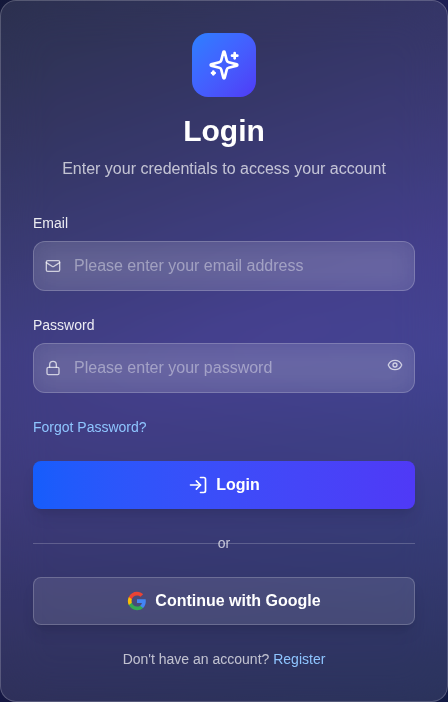 Login
Enter your credentials to access your account
Email
Please enter your email address
Password
Please enter your password
Forgot Password?
Login
or
Continue with Google
Don't have an account? Register